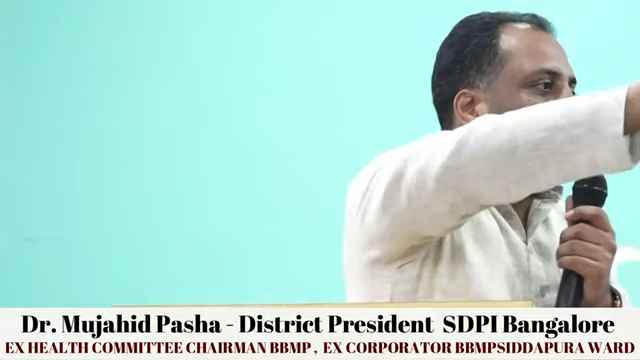 Dr. Mujahid Pasha - District President SDPI Bangalore
EX HEALTH COMMITTEE CHAIRMAN BBMP , EX CORPORATOR BBMPSIDDAPURA WARD